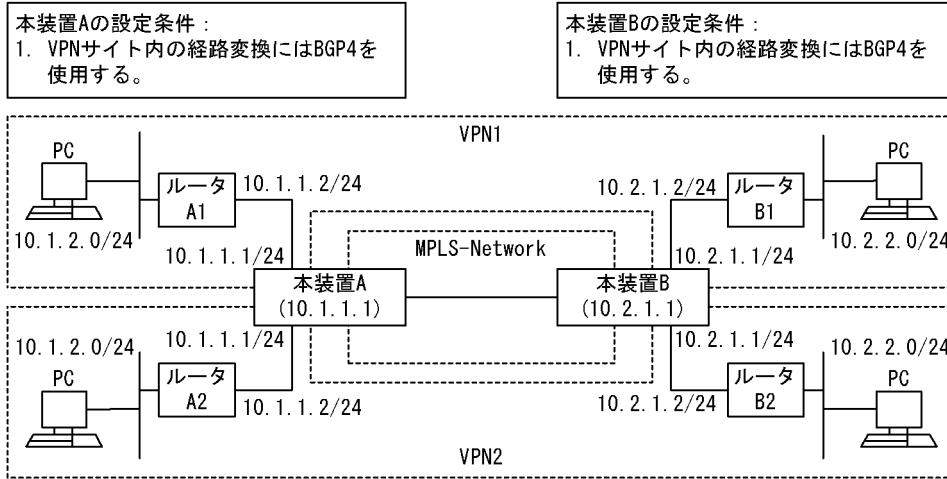 本装置Aの設定条件：
1. VPNサイト内の経路変換にはBGP4を
使用する。
本装置Bの設定条件：
1. VPNサイト内の経路変換にはBGP4を
使用する。
VPN1
PC
ルータ
A1
10.1.1.2/24
10.1.2.0/24
10.1.1.1/24
MPLS-Network
10.2.1.2/24
ルータ
B1
PC
10.2.1.1/24
10.2.2.0/24
本装置A
(10.1.1.1)
本装置B
(10.2.1.1)
10.1.2.0/24
PC
10.1.1.1/24
ルータ
A2
10.1.1.2/24
10.2.1.1/24
10.2.1.2/24
ルータ
B2
10.2.2.0/24
PC
VPN2